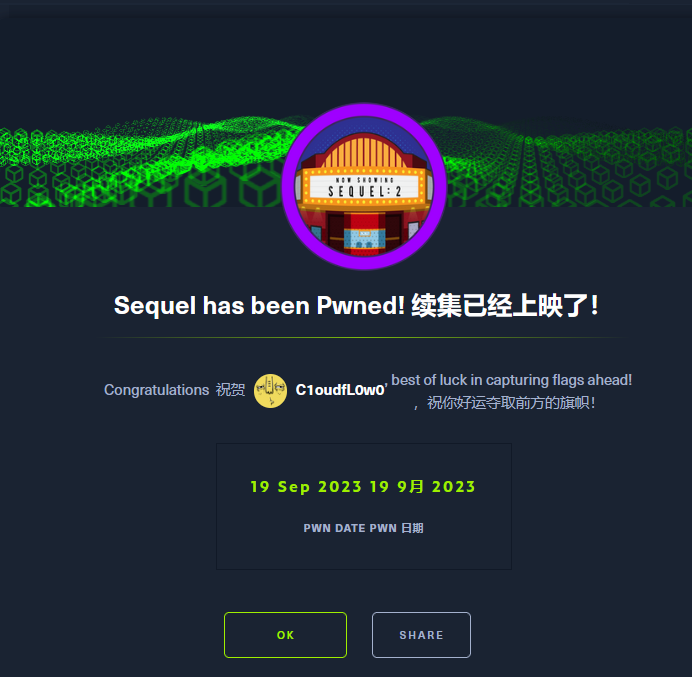 NOW SHOWING
SEQUEL:2
Sequel has been Pwned! 续集已经上映了！
Congratulations 祝贺 C1oudfL0w0, best of luck in capturing flags ahead!
，祝你好运夺取前方的旗帜！
19 Sep 2023 19 9月 2023
PWN DATE PWN 日期
OK
SHARE